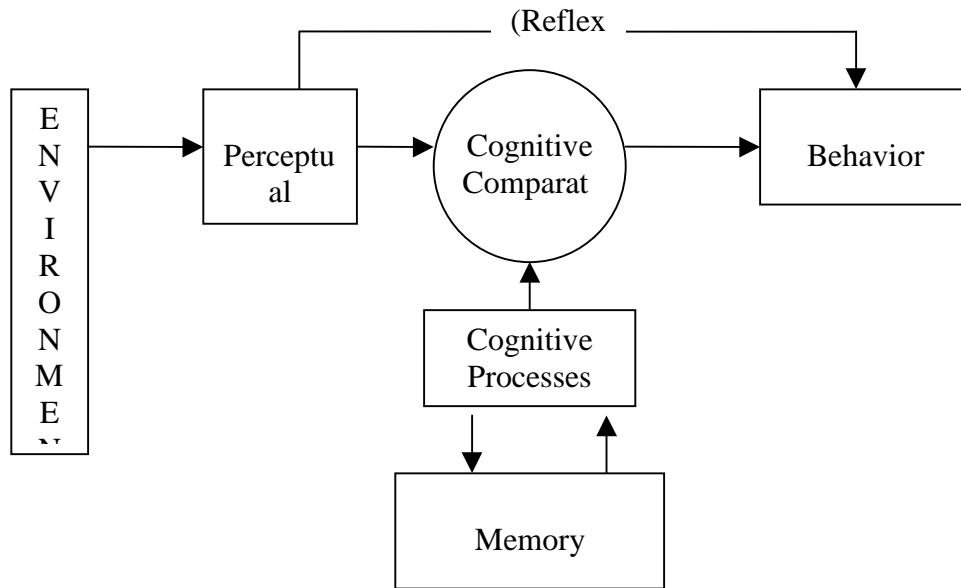 (Reflex
E
N
V
I
R
O
N
M
E
N
Perceptu
al
Cognitive
Comparat
Behavior
Cognitive
Processes
Memory